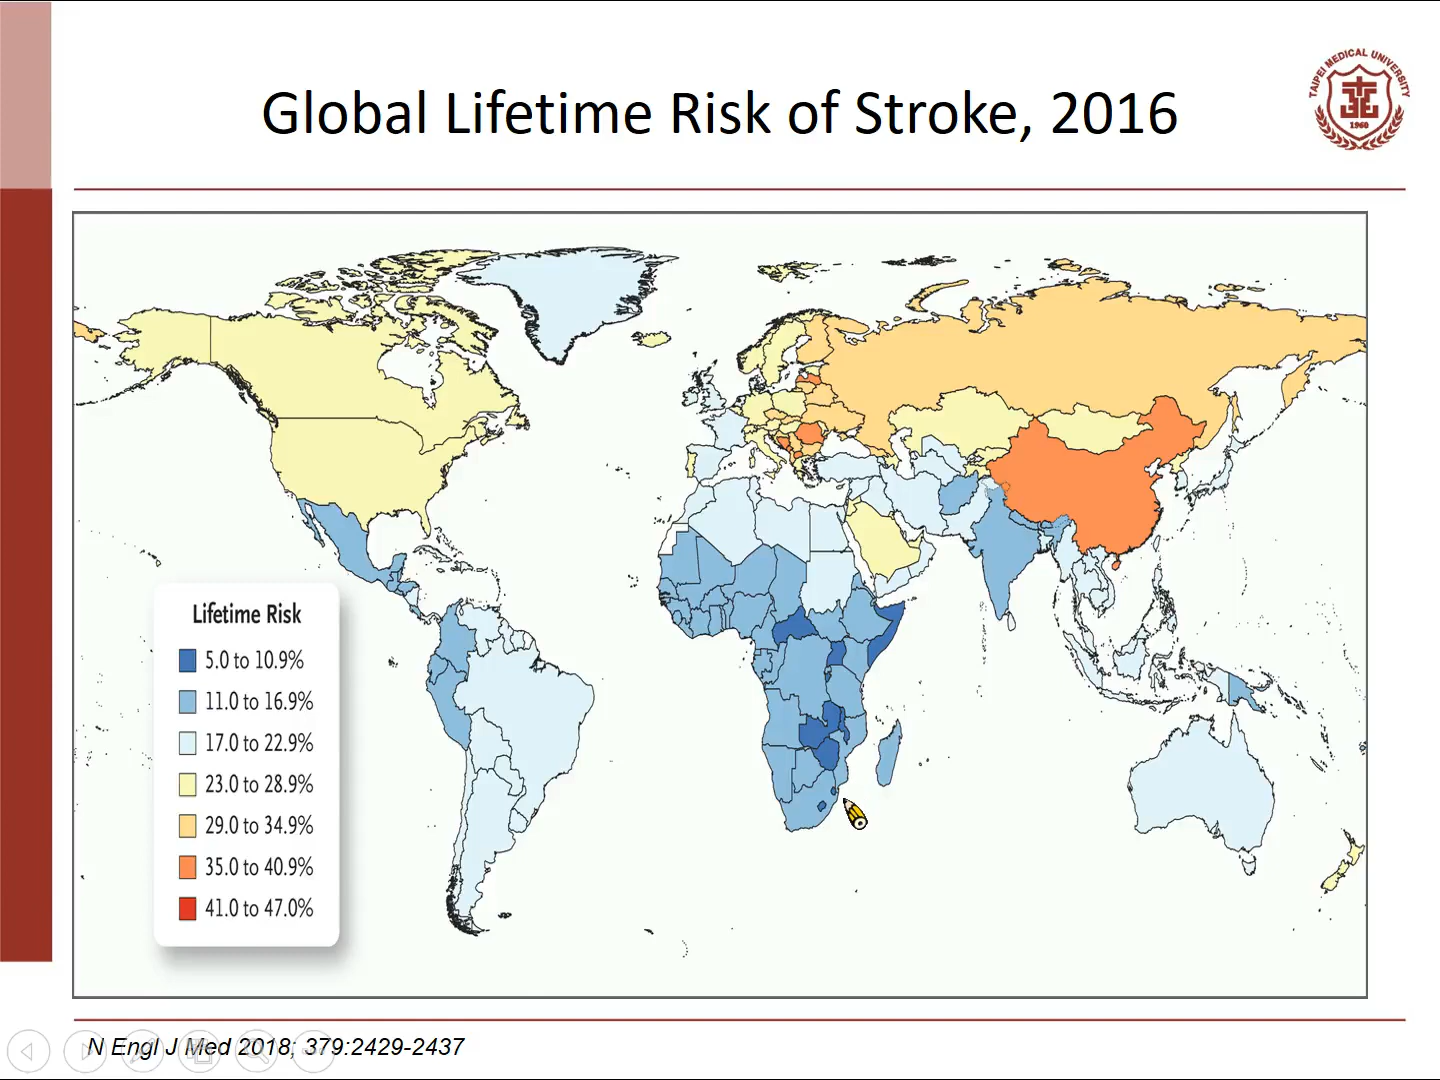 Global Lifetime Risk of Stroke, 2016
TAIPEI MEDICAL UNIVERSITY
1960
Lifetime Risk
5.0 to 10.9%
11.0 to 16.9%
17.0 to 22.9%
23.0 to 28.9%
29.0 to 34.9%
35.0 to 40.9%
41.0 to 47.0%
N Engl J Med 2018; 379:2429-2437